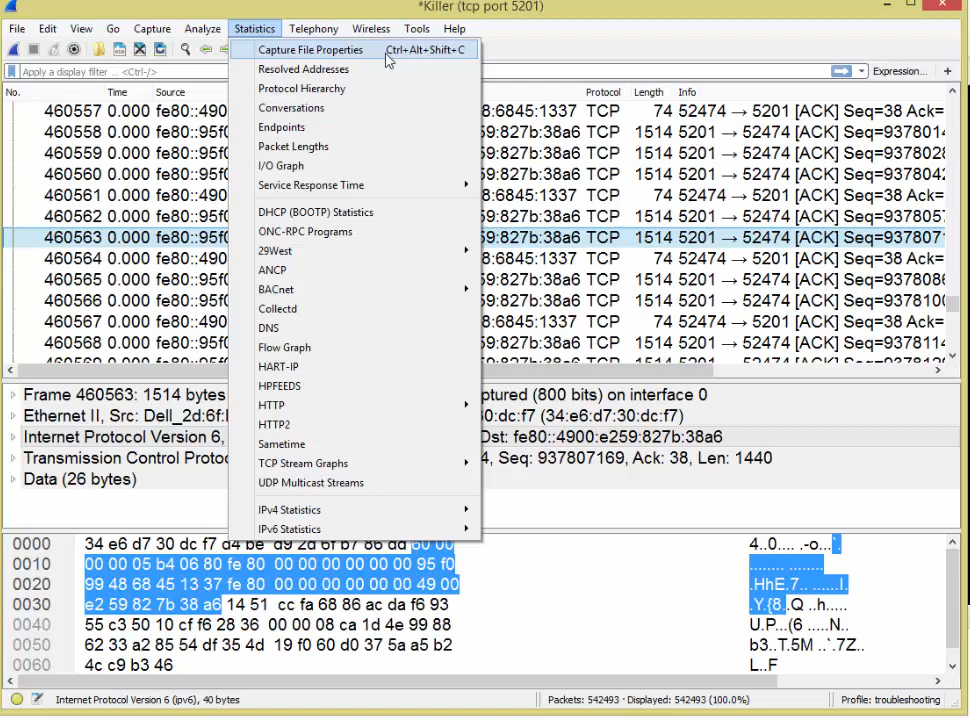 *Killer (tcp port 5201)
File Edit View Go Capture Analyze Statistics Telephony Wireless Tools Help
Apply a display filter ... <Ctrl-/> Expression... +
No. Time Source Protocol Length Info
Capture File Properties Ctrl+Alt+Shift+C
Resolved Addresses
Protocol Hierarchy
Conversations
Endpoints
Packet Lengths
I/O Graph
Service Response Time
DHCP (BOOTP) Statistics
ONC-RPC Programs
29West
ANCP
BACnet
Collectd
DNS
Flow Graph
HART-IP
HPFEEDS
HTTP
HTTP2
Sametime
TCP Stream Graphs
UDP Multicast Streams
IPv4 Statistics
IPv6 Statistics
460557 0.000 fe80::490 8:6845:1337 TCP 74 52474 → 5201 [ACK] Seq=38 Ack=
460558 0.000 fe80::95f0 59:827b:38a6 TCP 1514 5201 → 52474 [ACK] Seq=9378014
460559 0.000 fe80::95f0 59:827b:38a6 TCP 1514 5201 → 52474 [ACK] Seq=9378028
460560 0.000 fe80::95f0 59:827b:38a6 TCP 1514 5201 → 52474 [ACK] Seq=9378042
460561 0.000 fe80::490 8:6845:1337 TCP 74 52474 → 5201 [ACK] Seq=38 Ack=
460562 0.000 fe80::95f0 59:827b:38a6 TCP 1514 5201 → 52474 [ACK] Seq=9378057
460563 0.000 fe80::95f0 59:827b:38a6 TCP 1514 5201 → 52474 [ACK] Seq=9378071
460564 0.000 fe80::490 8:6845:1337 TCP 74 52474 → 5201 [ACK] Seq=38 Ack=
460565 0.000 fe80::95f0 59:827b:38a6 TCP 1514 5201 → 52474 [ACK] Seq=9378086
460566 0.000 fe80::95f0 59:827b:38a6 TCP 1514 5201 → 52474 [ACK] Seq=9378100
460567 0.000 fe80::490 8:6845:1337 TCP 74 52474 → 5201 [ACK] Seq=38 Ack=
460568 0.000 fe80::95f0 59:827b:38a6 TCP 1514 5201 → 52474 [ACK] Seq=9378114
Frame 460563: 1514 bytes aptured (800 bits) on interface 0
Ethernet II, Src: Dell_2d:6f: 0:dc:f7 (34:e6:d7:30:dc:f7)
Internet Protocol Version 6, Dst: fe80::4900:e259:827b:38a6
Transmission Control Proto 4, Seq: 937807169, Ack: 38, Len: 1440
Data (26 bytes)
0000 34 e6 d7 30 dc f7 d4 be d9 2d 6f b7 86 dd 60 00 4..0.... .-o...`.
0010 00 00 05 b4 06 80 fe 80 00 00 00 00 00 00 95 f0 ........ ........
0020 99 48 68 45 13 37 fe 80 00 00 00 00 00 00 49 00 .HhE.7.. ......I.
0030 e2 59 82 7b 38 a6 14 51 cc fa 68 86 ac da f6 93 .Y.{8..Q ..h.....
0040 55 c3 50 10 cf f6 28 36 00 00 08 ca 1d 4e 99 88 U.P...(6 .....N..
0050 62 33 a2 85 54 df 35 4d 19 f0 60 d0 37 5a a5 b2 b3..T.5M ..`.7Z..
0060 4c c9 b3 46 L..F
Internet Protocol Version 6 (ipv6), 40 bytes Packets: 542493 · Displayed: 542493 (100.0%) Profile: troubleshooting